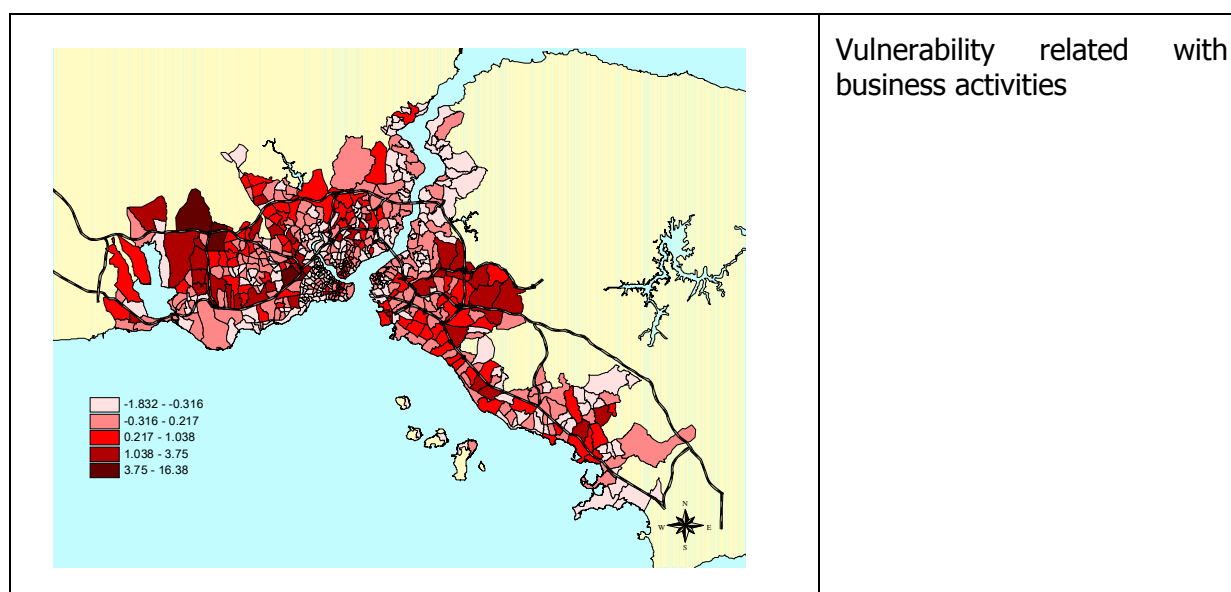 Vulnerability related with
business activities
-1.832 - -0.316
-0.316 - 0.217
0.217 - 1.038
1.038 - 3.75
3.75 - 16.38
N
W E
S